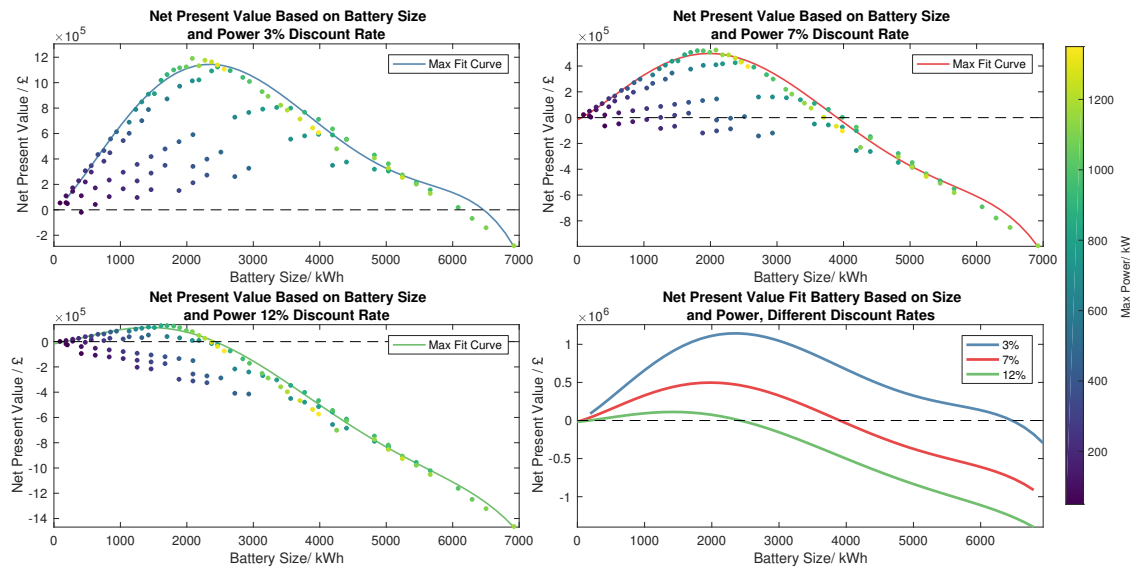 Net Present Value Based on Battery Size
and Power 3% Discount Rate
×10^5
12
10
8
6
4
2
0
-2
Net Present Value / £
Max Fit Curve
0 1000 2000 3000 4000 5000 6000 7000
Battery Size/ kWh
Net Present Value Based on Battery Size
and Power 7% Discount Rate
×10^5
4
2
0
-2
-4
-6
-8
Net Present Value / £
Max Fit Curve
0 1000 2000 3000 4000 5000 6000 7000
Battery Size/ kWh
Net Present Value Based on Battery Size
and Power 12% Discount Rate
×10^5
0
-2
-4
-6
-8
-10
-12
-14
Net Present Value / £
Max Fit Curve
0 1000 2000 3000 4000 5000 6000 7000
Battery Size/ kWh
Net Present Value Fit Battery Based on Size
and Power, Different Discount Rates
×10^6
1
0.5
0
-0.5
-1
Net Present Value / £
3%
7%
12%
0 1000 2000 3000 4000 5000 6000
Battery Size/ kWh
1200
1000
800
600
400
200
Max Power/ kW